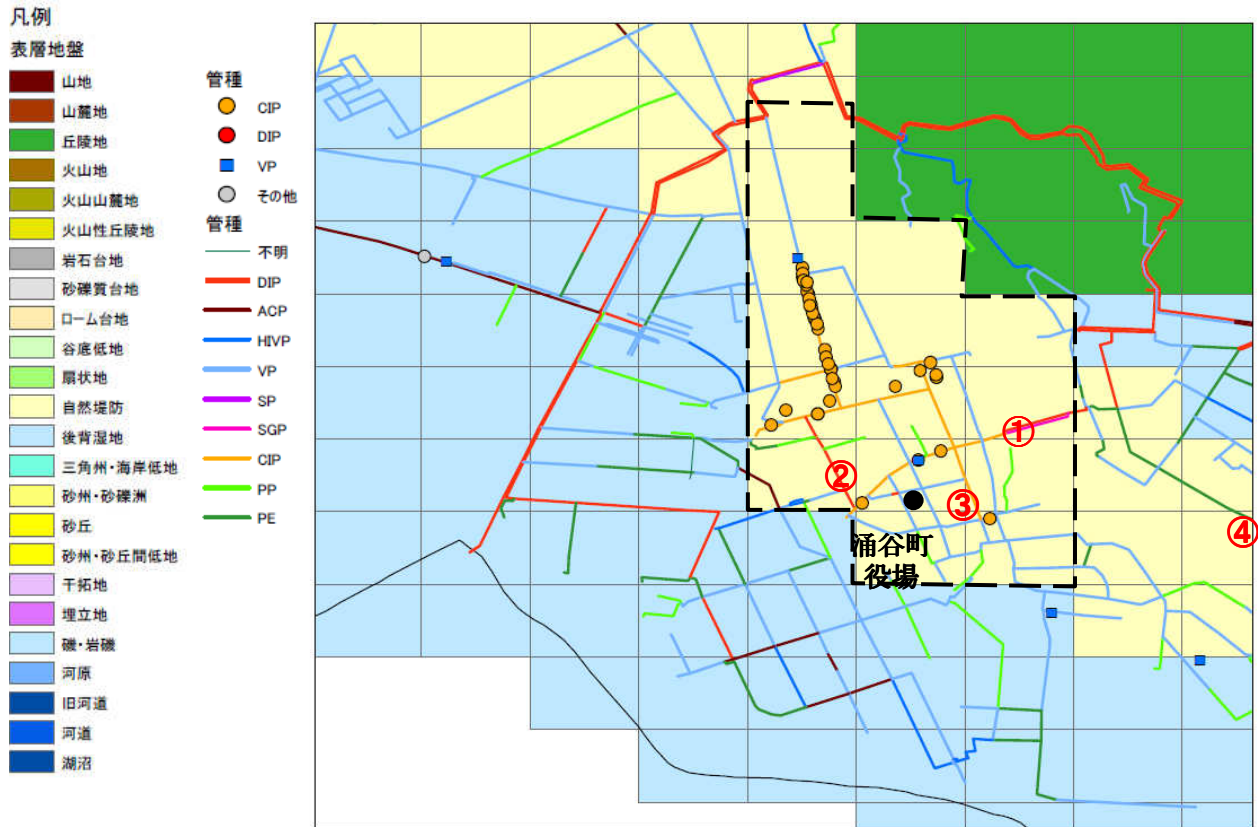 凡例
表層地盤
山地
山麓地
丘陵地
火山地
火山山麓地
火山性丘陵地
岩石台地
砂礫質台地
ローム台地
谷底低地
扇状地
自然堤防
後背湿地
三角州・海岸低地
砂州・砂礫洲
砂丘
砂州・砂丘間低地
干拓地
埋立地
磯・岩磯
河原
旧河道
河道
湖沼
管種
CIP
DIP
VP
その他
管種
不明
DIP
ACP
HIVP
VP
SP
SGP
CIP
PP
PE
①
②
③
④
涌谷町
役場